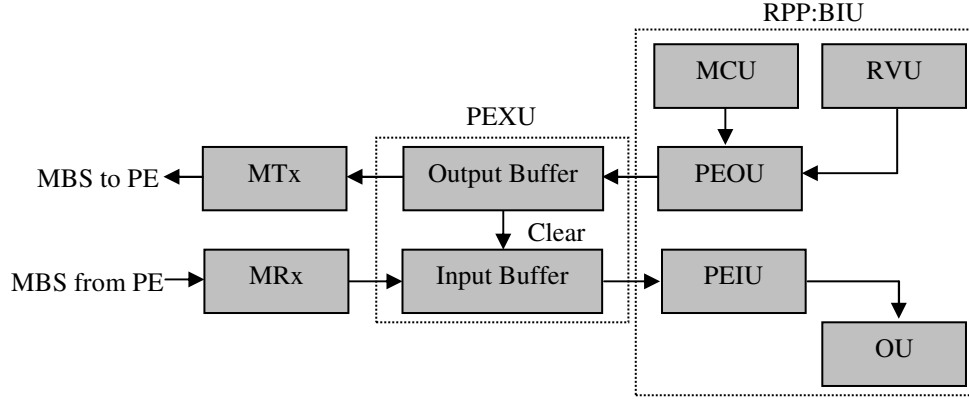 RPP:BIU
MCU
RVU
PEXU
MBS to PE
MTx
Output Buffer
PEOU
Clear
MBS from PE
MRx
Input Buffer
PEIU
OU